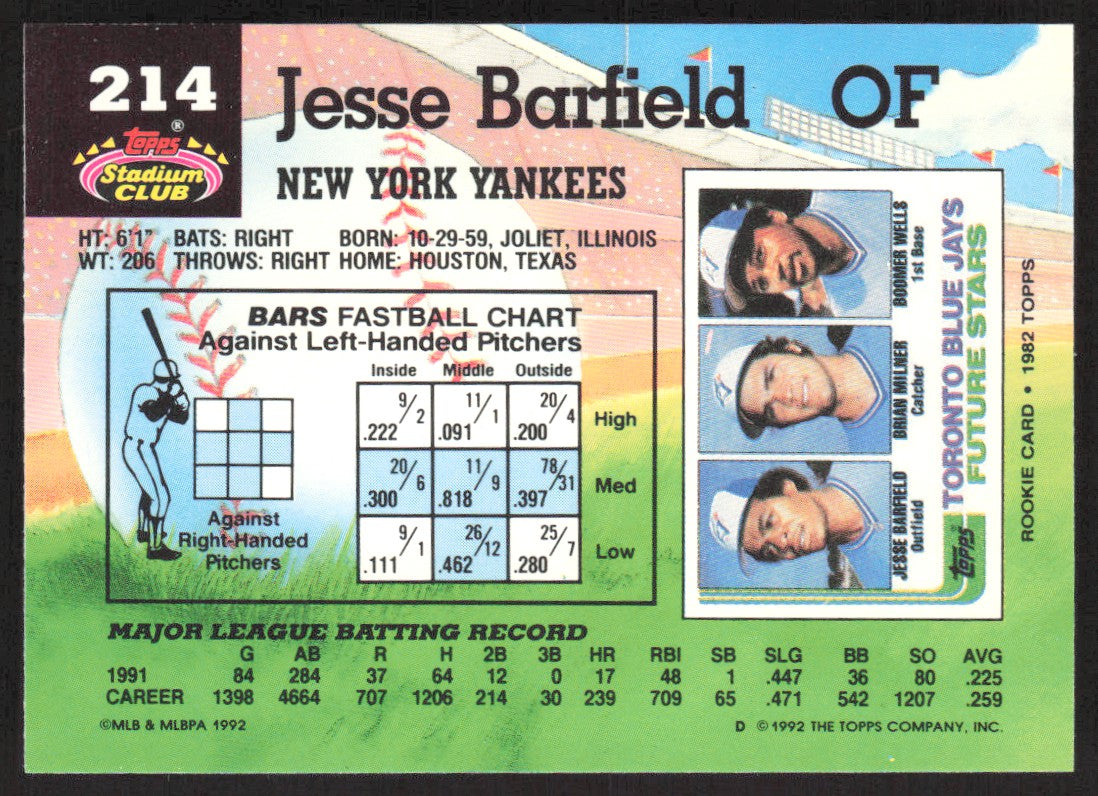 214
Topps®
Stadium
CLUB
Jesse Barfield OF
NEW YORK YANKEES
HT: 6'1" BATS: RIGHT BORN: 10-29-59, JOLIET, ILLINOIS
WT: 206 THROWS: RIGHT HOME: HOUSTON, TEXAS
BARS FASTBALL CHART
Against Left-Handed Pitchers
Inside Middle Outside
9/2 11/1 20/4
.222 .091 .200 High
20/6 11/9 78/31
.300 .818 .397 Med
9/1 26/12 25/7
.111 .462 .280 Low
Against
Right-Handed
Pitchers
BOOMER WELLS
1st Base
BRIAN MILNER
Catcher
JESSE BARFIELD
Outfield
Topps TORONTO BLUE JAYS
FUTURE STARS
ROOKIE CARD • 1982 TOPPS
MAJOR LEAGUE BATTING RECORD
G AB R H 2B 3B HR RBI SB SLG BB SO AVG
1991 84 284 37 64 12 0 17 48 1 .447 36 80 .225
CAREER 1398 4664 707 1206 214 30 239 709 65 .471 542 1207 .259
©MLB & MLBPA 1992 D ©1992 THE TOPPS COMPANY, INC.